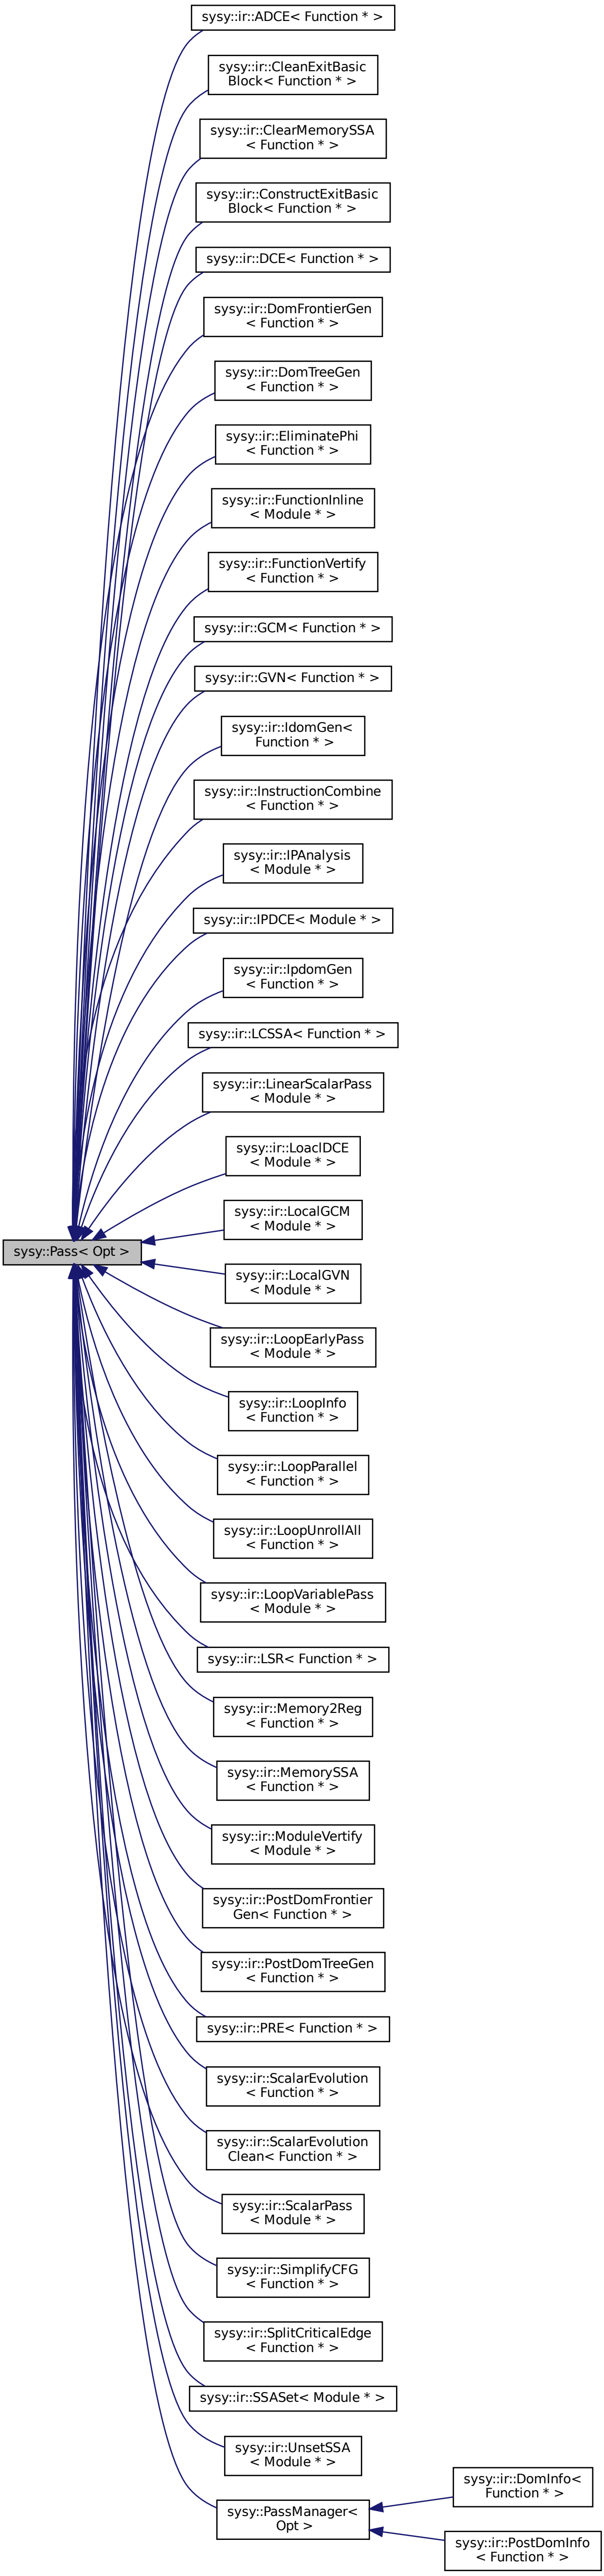 sysy::ir::ADCE< Function * >
sysy::ir::CleanExitBasic
Block< Function * >
sysy::ir::ClearMemorySSA
< Function * >
sysy::ir::ConstructExitBasic
Block< Function * >
sysy::ir::DCE< Function * >
sysy::ir::DomFrontierGen
< Function * >
sysy::ir::DomTreeGen
< Function * >
sysy::ir::EliminatePhi
< Function * >
sysy::ir::FunctionInline
< Module * >
sysy::ir::FunctionVertify
< Function * >
sysy::ir::GCM< Function * >
sysy::ir::GVN< Function * >
sysy::ir::IdomGen<
Function * >
sysy::ir::InstructionCombine
< Function * >
sysy::ir::IPAnalysis
< Module * >
sysy::ir::IPDCE< Module * >
sysy::ir::IpdomGen
< Function * >
sysy::ir::LCSSA< Function * >
sysy::ir::LinearScalarPass
< Module * >
sysy::ir::LoaclDCE
< Module * >
sysy::ir::LocalGCM
< Module * >
sysy::Pass< Opt >
sysy::ir::LocalGVN
< Module * >
sysy::ir::LoopEarlyPass
< Module * >
sysy::ir::LoopInfo
< Function * >
sysy::ir::LoopParallel
< Function * >
sysy::ir::LoopUnrollAll
< Function * >
sysy::ir::LoopVariablePass
< Module * >
sysy::ir::LSR< Function * >
sysy::ir::Memory2Reg
< Function * >
sysy::ir::MemorySSA
< Function * >
sysy::ir::ModuleVertify
< Module * >
sysy::ir::PostDomFrontier
Gen< Function * >
sysy::ir::PostDomTreeGen
< Function * >
sysy::ir::PRE< Function * >
sysy::ir::ScalarEvolution
< Function * >
sysy::ir::ScalarEvolution
Clean< Function * >
sysy::ir::ScalarPass
< Module * >
sysy::ir::SimplifyCFG
< Function * >
sysy::ir::SplitCriticalEdge
< Function * >
sysy::ir::SSASet< Module * >
sysy::ir::UnsetSSA
< Module * >
sysy::PassManager<
Opt >
sysy::ir::DomInfo<
Function * >
sysy::ir::PostDomInfo
< Function * >